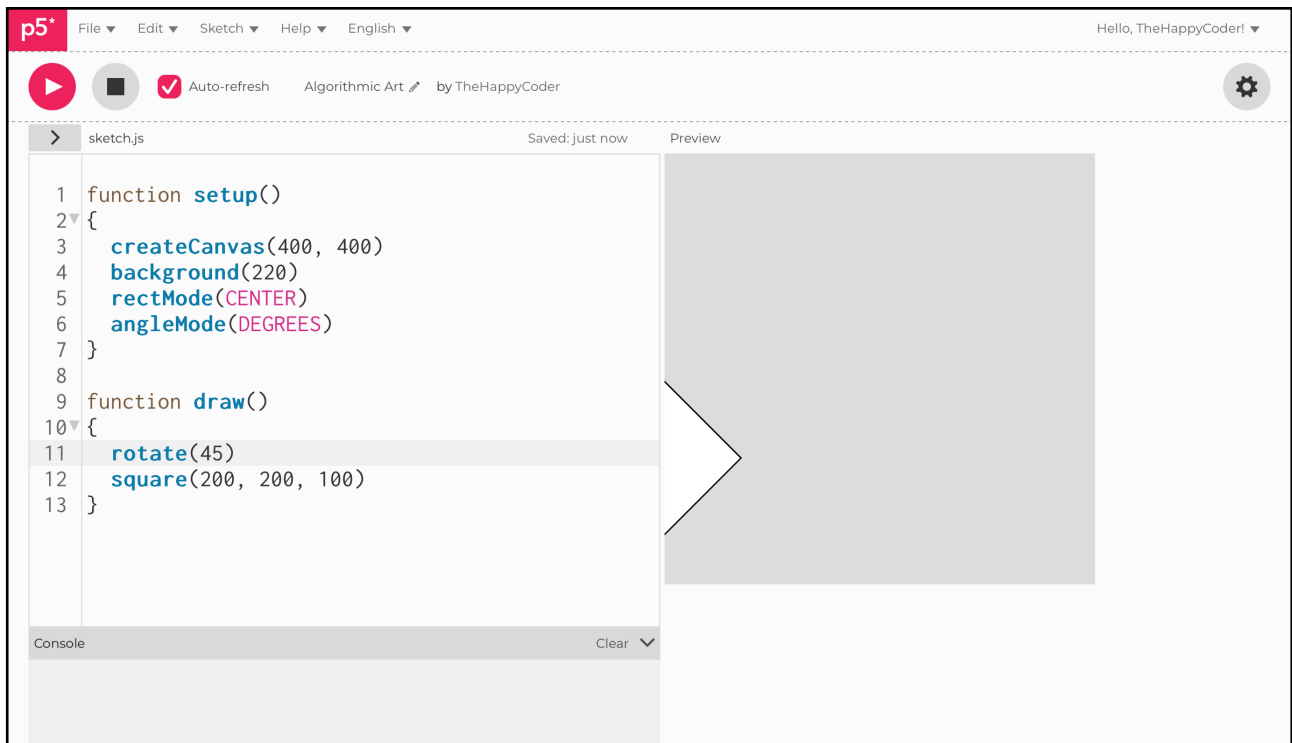 p5* File Edit Sketch Help English Hello, TheHappyCoder!
Auto-refresh Algorithmic Art by TheHappyCoder
sketch.js Saved: just now Preview
1 function setup()
2 {
3 createCanvas(400, 400)
4 background(220)
5 rectMode(CENTER)
6 angleMode(DEGREES)
7 }
8
9 function draw()
10 {
11 rotate(45)
12 square(200, 200, 100)
13 }
Console Clear